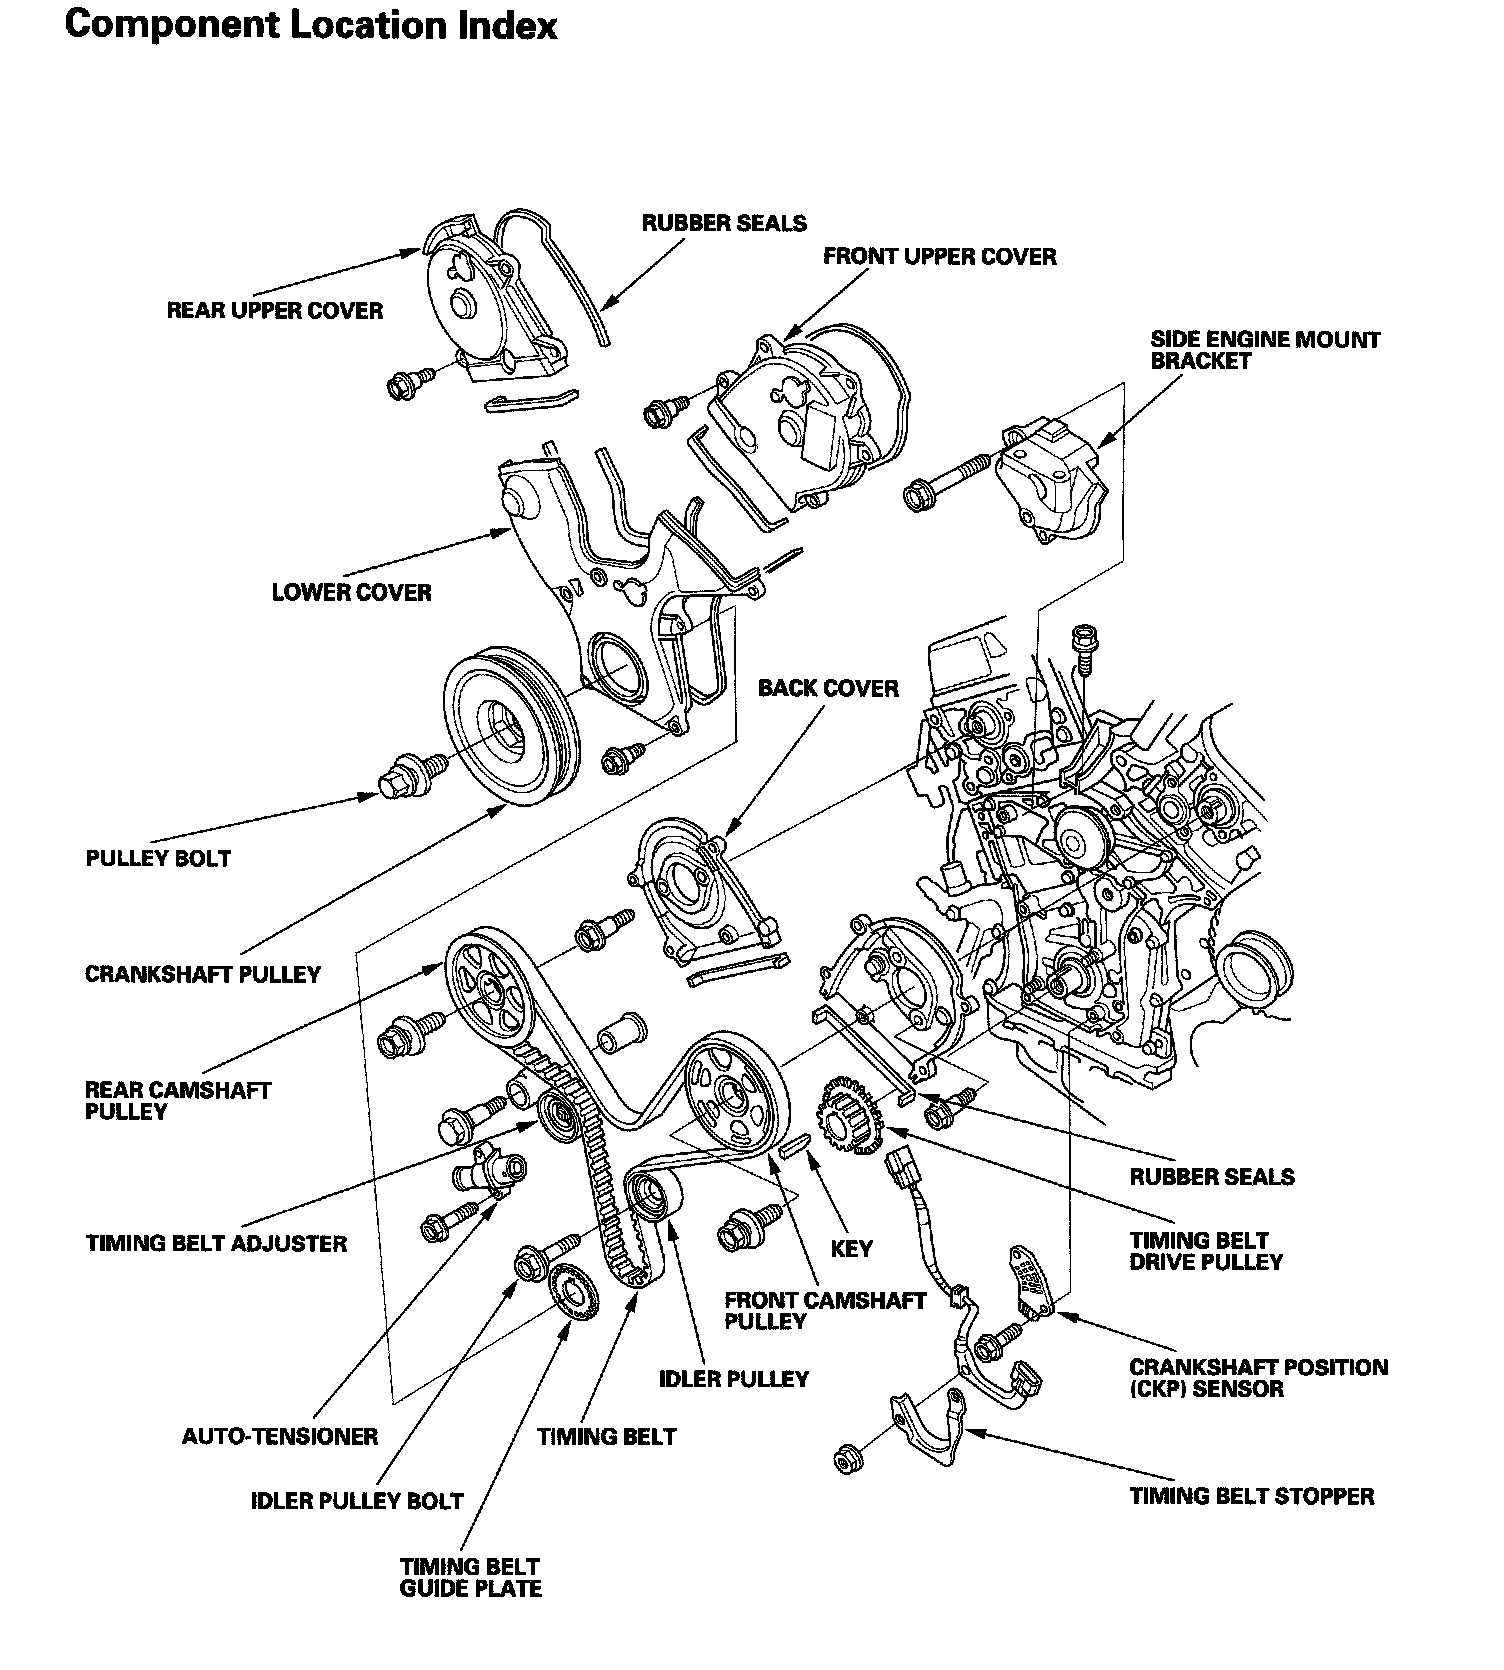 Component Location Index
RUBBER SEALS
FRONT UPPER COVER
REAR UPPER COVER
SIDE ENGINE MOUNT
BRACKET
LOWER COVER
BACK COVER
PULLEY BOLT
CRANKSHAFT PULLEY
REAR CAMSHAFT
PULLEY
RUBBER SEALS
TIMING BELT ADJUSTER
KEY
TIMING BELT
DRIVE PULLEY
FRONT CAMSHAFT
PULLEY
IDLER PULLEY
CRANKSHAFT POSITION
(CKP) SENSOR
AUTO-TENSIONER
TIMING BELT
IDLER PULLEY BOLT
TIMING BELT STOPPER
TIMING BELT
GUIDE PLATE